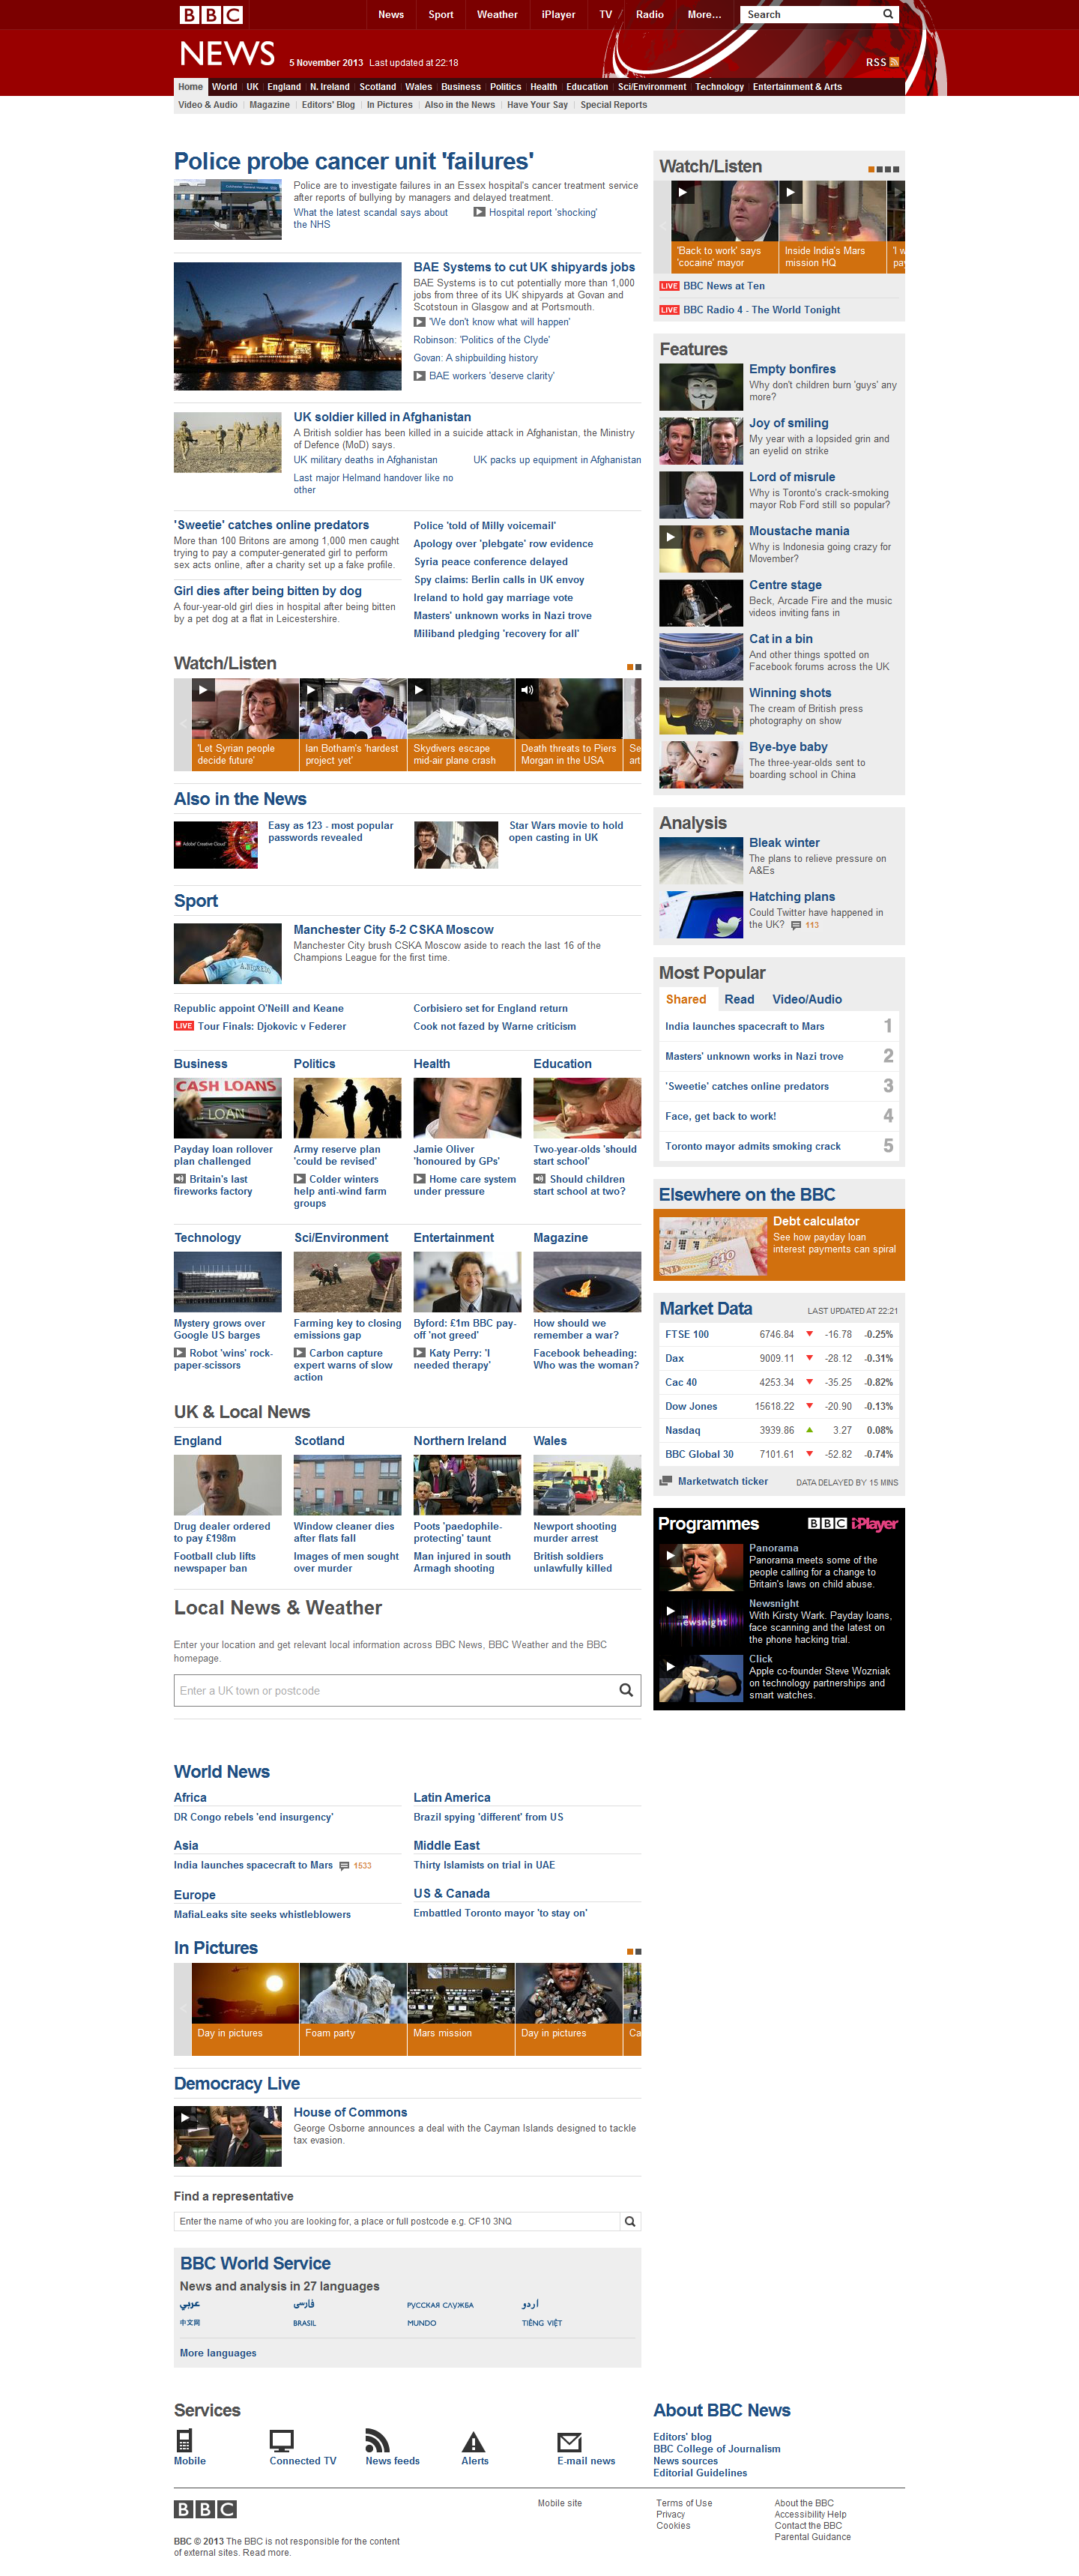 BBC
News
Sport
Weather
iPlayer
TV
Radio
More...
Search
NEWS
5 November 2013 Last updated at 22:18
RSS
Home World UK England N. Ireland Scotland Wales Business Politics Health Education Sci/Environment Technology Entertainment & Arts
Video & Audio Magazine Editors' Blog In Pictures Also in the News Have Your Say Special Reports
Police probe cancer unit 'failures'
Police are to investigate failures in an Essex hospital's cancer treatment service
after reports of bullying by managers and delayed treatment.
What the latest scandal says about
the NHS
Hospital report 'shocking'
BAE Systems to cut UK shipyards jobs
BAE Systems is to cut potentially more than 1,000
jobs from three of its UK shipyards at Govan and
Scotstoun in Glasgow and at Portsmouth.
'We don't know what will happen'
Robinson: 'Politics of the Clyde'
Govan: A shipbuilding history
BAE workers 'deserve clarity'
UK soldier killed in Afghanistan
A British soldier has been killed in a suicide attack in Afghanistan, the Ministry
of Defence (MoD) says.
UK military deaths in Afghanistan
UK packs up equipment in Afghanistan
Last major Helmand handover like no
other
'Sweetie' catches online predators
More than 100 Britons are among 1,000 men caught
trying to pay a computer-generated girl to perform
sex acts online, after a charity set up a fake profile.
Girl dies after being bitten by dog
A four-year-old girl dies in hospital after being bitten
by a pet dog at a flat in Leicestershire.
Police 'told of Milly voicemail'
Apology over 'plebgate' row evidence
Syria peace conference delayed
Spy claims: Berlin calls in UK envoy
Ireland to hold gay marriage vote
Masters' unknown works in Nazi trove
Miliband pledging 'recovery for all'
Watch/Listen
'Let Syrian people
decide future'
Ian Botham's 'hardest
project yet'
Skydivers escape
mid-air plane crash
Death threats to Piers
Morgan in the USA
Se
art
Also in the News
Adobe Creative Cloud
Easy as 123 - most popular
passwords revealed
Star Wars movie to hold
open casting in UK
Sport
Manchester City 5-2 CSKA Moscow
Manchester City brush CSKA Moscow aside to reach the last 16 of the
Champions League for the first time.
Republic appoint O'Neill and Keane
LIVE Tour Finals: Djokovic v Federer
Corbisiero set for England return
Cook not fazed by Warne criticism
Business
CASH LOANS
LOAN
Payday loan rollover
plan challenged
Britain's last
fireworks factory
Politics
Army reserve plan
'could be revised'
Colder winters
help anti-wind farm
groups
Health
Jamie Oliver
'honoured by GPs'
Home care system
under pressure
Education
Two-year-olds 'should
start school'
Should children
start school at two?
Technology
Mystery grows over
Google US barges
Robot 'wins' rock-
paper-scissors
Sci/Environment
Farming key to closing
emissions gap
Carbon capture
expert warns of slow
action
Entertainment
Byford: £1m BBC pay-
off 'not greed'
Katy Perry: 'I
needed therapy'
Magazine
How should we
remember a war?
Facebook beheading:
Who was the woman?
UK & Local News
England
Drug dealer ordered
to pay £198m
Football club lifts
newspaper ban
Scotland
Window cleaner dies
after flats fall
Images of men sought
over murder
Northern Ireland
Poots 'paedophile-
protecting' taunt
Man injured in south
Armagh shooting
Wales
Newport shooting
murder arrest
British soldiers
unlawfully killed
Local News & Weather
Enter your location and get relevant local information across BBC News, BBC Weather and the BBC
homepage.
Enter a UK town or postcode
World News
Africa
DR Congo rebels 'end insurgency'
Latin America
Brazil spying 'different' from US
Asia
India launches spacecraft to Mars 1533
Middle East
Thirty Islamists on trial in UAE
Europe
MafiaLeaks site seeks whistleblowers
US & Canada
Embattled Toronto mayor 'to stay on'
In Pictures
Day in pictures
Foam party
Mars mission
Day in pictures
Ca
Democracy Live
House of Commons
George Osborne announces a deal with the Cayman Islands designed to tackle
tax evasion.
Find a representative
Enter the name of who you are looking for, a place or full postcode e.g. CF10 3NQ
BBC World Service
News and analysis in 27 languages
عربي
فارسی
РУССКАЯ СЛУЖБА
اردو
中文网
BRASIL
MUNDO
TIẾNG VIỆT
More languages
Watch/Listen
'Back to work' says
'cocaine' mayor
Inside India's Mars
mission HQ
'I w
pay
LIVE BBC News at Ten
LIVE BBC Radio 4 - The World Tonight
Features
Empty bonfires
Why don't children burn 'guys' any
more?
Joy of smiling
My year with a lopsided grin and
an eyelid on strike
Lord of misrule
Why is Toronto's crack-smoking
mayor Rob Ford still so popular?
Moustache mania
Why is Indonesia going crazy for
Movember?
Centre stage
Beck, Arcade Fire and the music
videos inviting fans in
Cat in a bin
And other things spotted on
Facebook forums across the UK
Winning shots
The cream of British press
photography on show
Bye-bye baby
The three-year-olds sent to
boarding school in China
Analysis
Bleak winter
The plans to relieve pressure on
A&Es
Hatching plans
Could Twitter have happened in
the UK? 113
Most Popular
Shared Read Video/Audio
India launches spacecraft to Mars 1
Masters' unknown works in Nazi trove 2
'Sweetie' catches online predators 3
Face, get back to work! 4
Toronto mayor admits smoking crack 5
Elsewhere on the BBC
Debt calculator
See how payday loan
interest payments can spiral
Market Data LAST UPDATED AT 22:21
FTSE 100 6746.84 -16.78 -0.25%
Dax 9009.11 -28.12 -0.31%
Cac 40 4253.34 -35.25 -0.82%
Dow Jones 15618.22 -20.90 -0.13%
Nasdaq 3939.86 3.27 0.08%
BBC Global 30 7101.61 -52.82 -0.74%
Marketwatch ticker DATA DELAYED BY 15 MINS
Programmes BBC iPlayer
Panorama
Panorama meets some of the
people calling for a change to
Britain's laws on child abuse.
newsnight
Newsnight
With Kirsty Wark. Payday loans,
face scanning and the latest on
the phone hacking trial.
Click
Apple co-founder Steve Wozniak
on technology partnerships and
smart watches.
Services
Mobile
Connected TV
News feeds
Alerts
E-mail news
About BBC News
Editors' blog
BBC College of Journalism
News sources
Editorial Guidelines
BBC
Mobile site
Terms of Use
Privacy
Cookies
About the BBC
Accessibility Help
Contact the BBC
Parental Guidance
BBC © 2013 The BBC is not responsible for the content
of external sites. Read more.